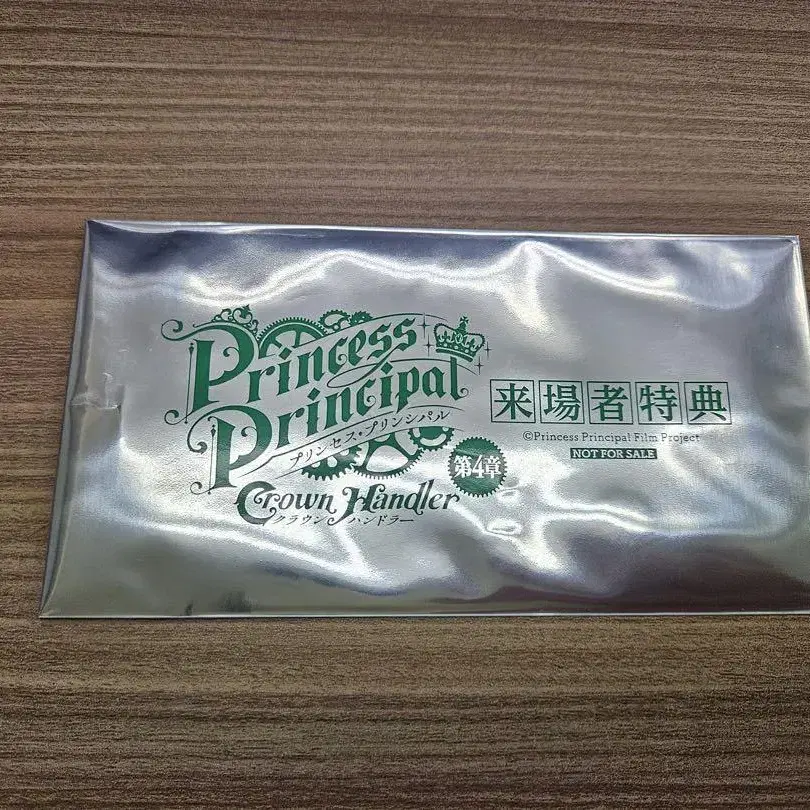 Princess
Principal
プリンセス・プリンシパル
第4章
Crown Handler
クラウン ハンドラー
来場者特典
©Princess Principal Film Project
NOT FOR SALE